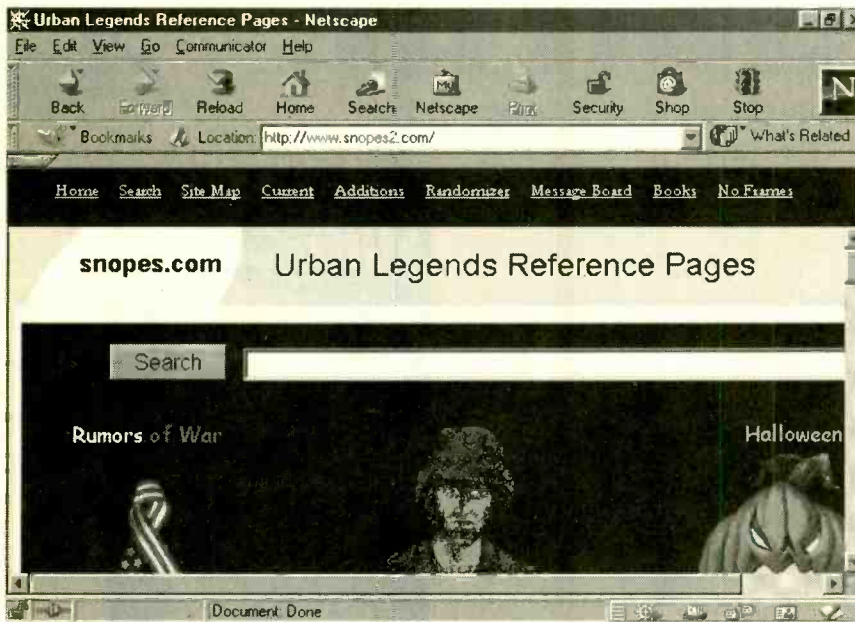 Urban Legends Reference Pages - Netscape
File Edit View Go Communicator Help
Back Forward Reload Home Search Netscape Print Security Shop Stop
Bookmarks Location: http://www.snopes2.com/ What's Related
Home Search Site Map Current Additions Randomizer Message Board Books No Frames
snopes.com Urban Legends Reference Pages
Search
Rumors of War Halloween
Document: Done